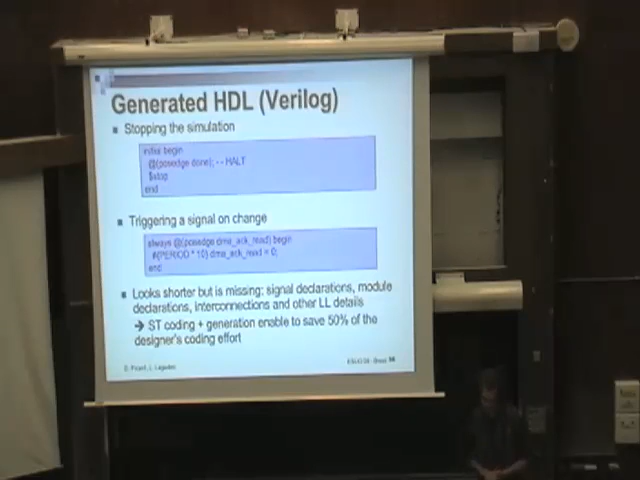 Generated HDL (Verilog)
Stopping the simulation
initial begin
@(posedge done); -- HALT
$stop
end
Triggering a signal on change
always @(posedge dma_ack_read) begin
#(PERIOD * 10) dma_ack_read = 0;
end
Looks shorter but is missing: signal declarations, module
declarations, interconnections and other LL details
➔ ST coding + generation enable to save 50% of the
designer's coding effort